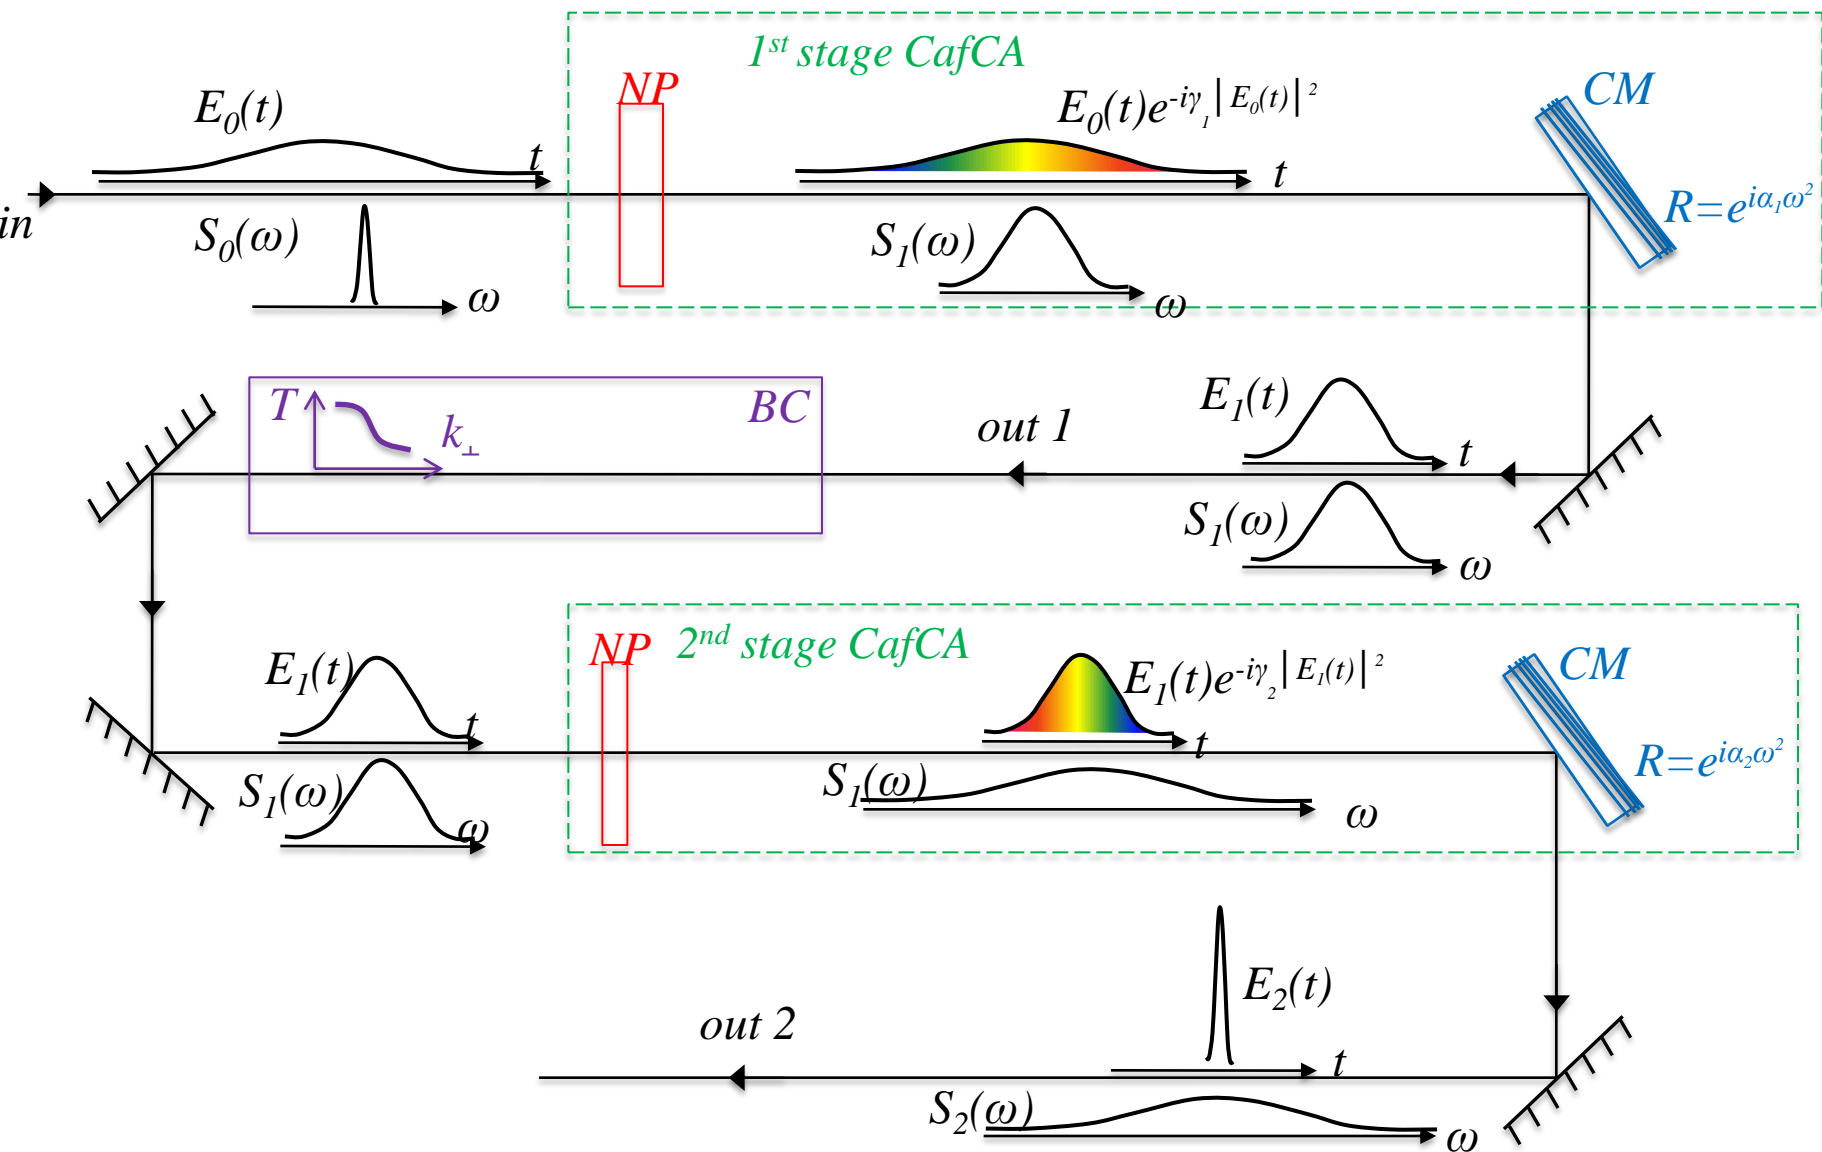 1st stage CafCA
NP
CM
E0(t)
E0(t)e-iγ1|E0(t)|2
t
t
in
R=eiα1ω2
S0(ω)
S1(ω)
ω
ω
T
BC
k⊥
out 1
E1(t)
t
S1(ω)
ω
2nd stage CafCA
NP
CM
E1(t)
E1(t)e-iγ2|E1(t)|2
t
t
R=eiα2ω2
S1(ω)
S1(ω)
ω
ω
E2(t)
out 2
t
S2(ω)
ω